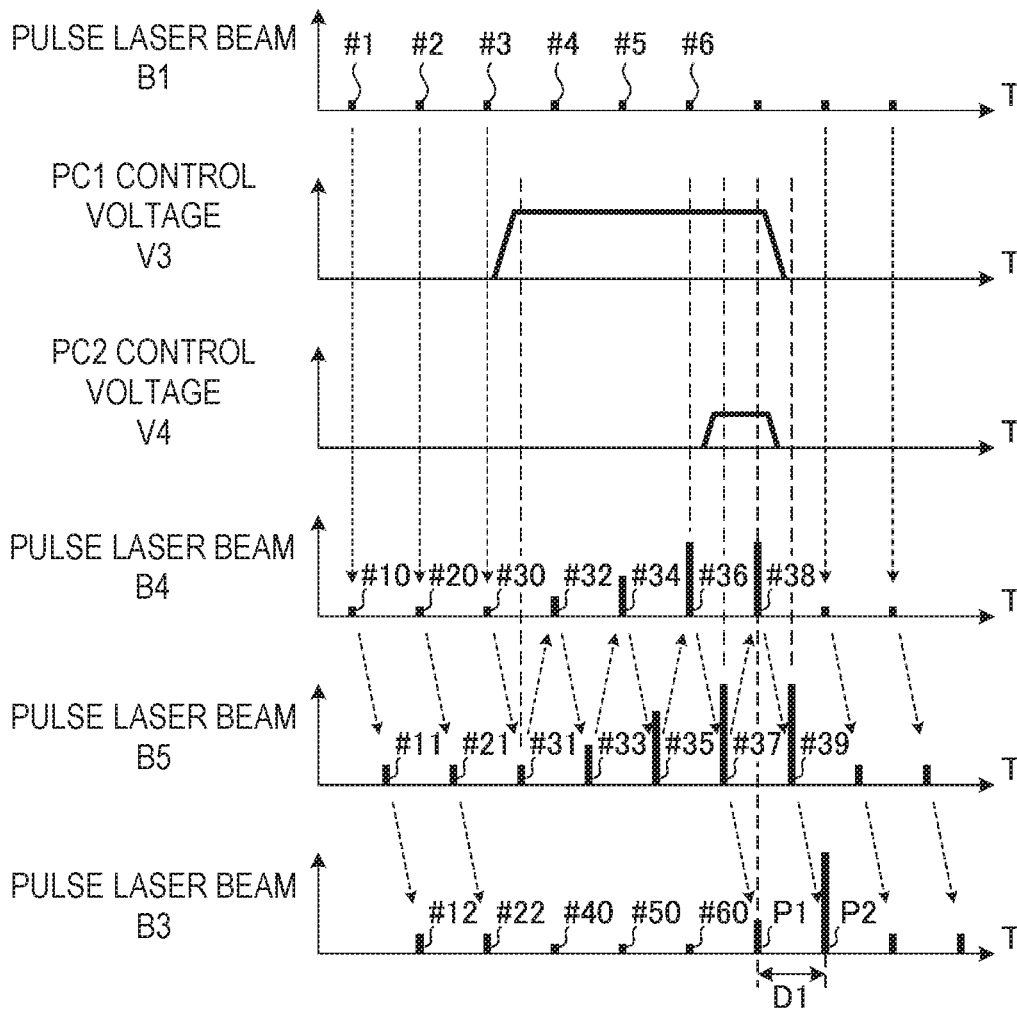 PULSE LASER BEAM
B1
#1 #2 #3 #4 #5 #6
T
PC1 CONTROL
VOLTAGE
V3
T
PC2 CONTROL
VOLTAGE
V4
T
PULSE LASER BEAM
B4
#10 #20 #30 #32 #34 #36 #38
T
PULSE LASER BEAM
B5
#11 #21 #31 #33 #35 #37 #39
T
PULSE LASER BEAM
B3
#12 #22 #40 #50 #60 P1 P2
T
D1